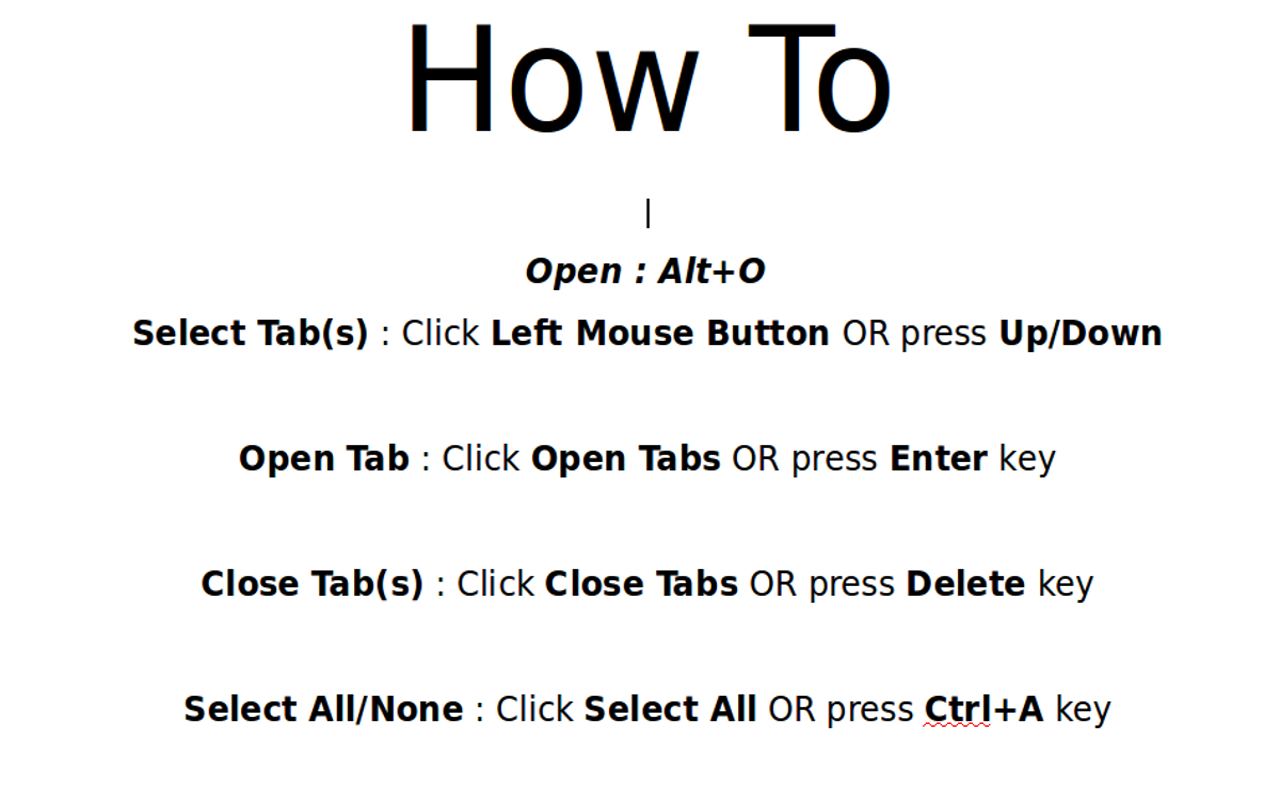 How To
Open : Alt+O
Select Tab(s) : Click Left Mouse Button OR press Up/Down
Open Tab : Click Open Tabs OR press Enter key
Close Tab(s) : Click Close Tabs OR press Delete key
Select All/None : Click Select All OR press Ctrl+A key